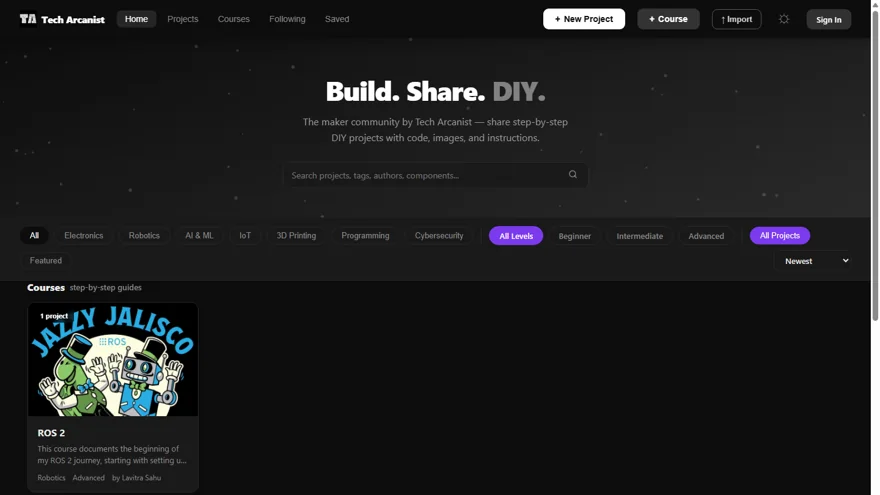 TA Tech Arcanist Home Projects Courses Following Saved + New Project + Course ↑ Import Sign In
Build. Share. DIY.
The maker community by Tech Arcanist — share step-by-step
DIY projects with code, images, and instructions.
Search projects, tags, authors, components...
All Electronics Robotics AI & ML IoT 3D Printing Programming Cybersecurity All Levels Beginner Intermediate Advanced All Projects
Featured Newest
Courses step-by-step guides
1 project
JAZZY JALISCO
ROS
ROS 2
This course documents the beginning of
my ROS 2 journey, starting with setting u...
Robotics Advanced by Lavitra Sahu